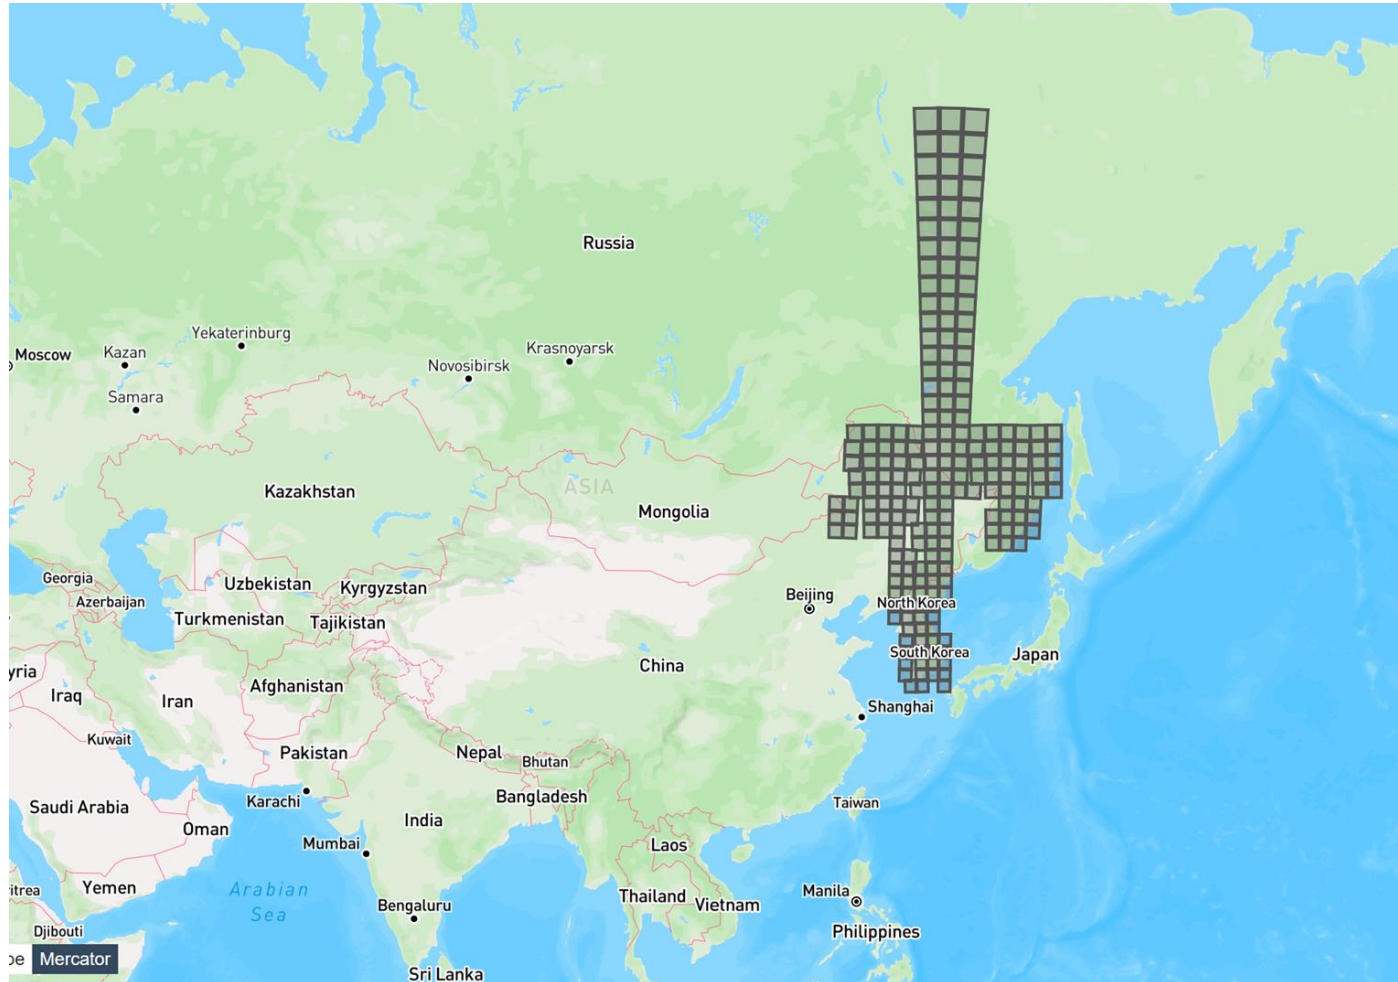 Russia
Yekaterinburg
Moscow
Kazan
Krasnoyarsk
Novosibirsk
Samara
ASIA
Kazakhstan
Mongolia
Georgia
Uzbekistan
Kyrgyzstan
Beijing
Azerbaijan
North Korea
Turkmenistan
Tajikistan
South Korea
Japan
China
yria
Afghanistan
Iraq
Iran
Shanghai
Kuwait
Pakistan
Nepal
Bhutan
Karachi
Bangladesh
Taiwan
Saudi Arabia
Oman
India
Mumbai
Laos
Yemen
ritrea
Arabian
Sea
Thailand
Vietnam
Manila
Bengaluru
Djibouti
Philippines
oe Mercator
Sri Lanka